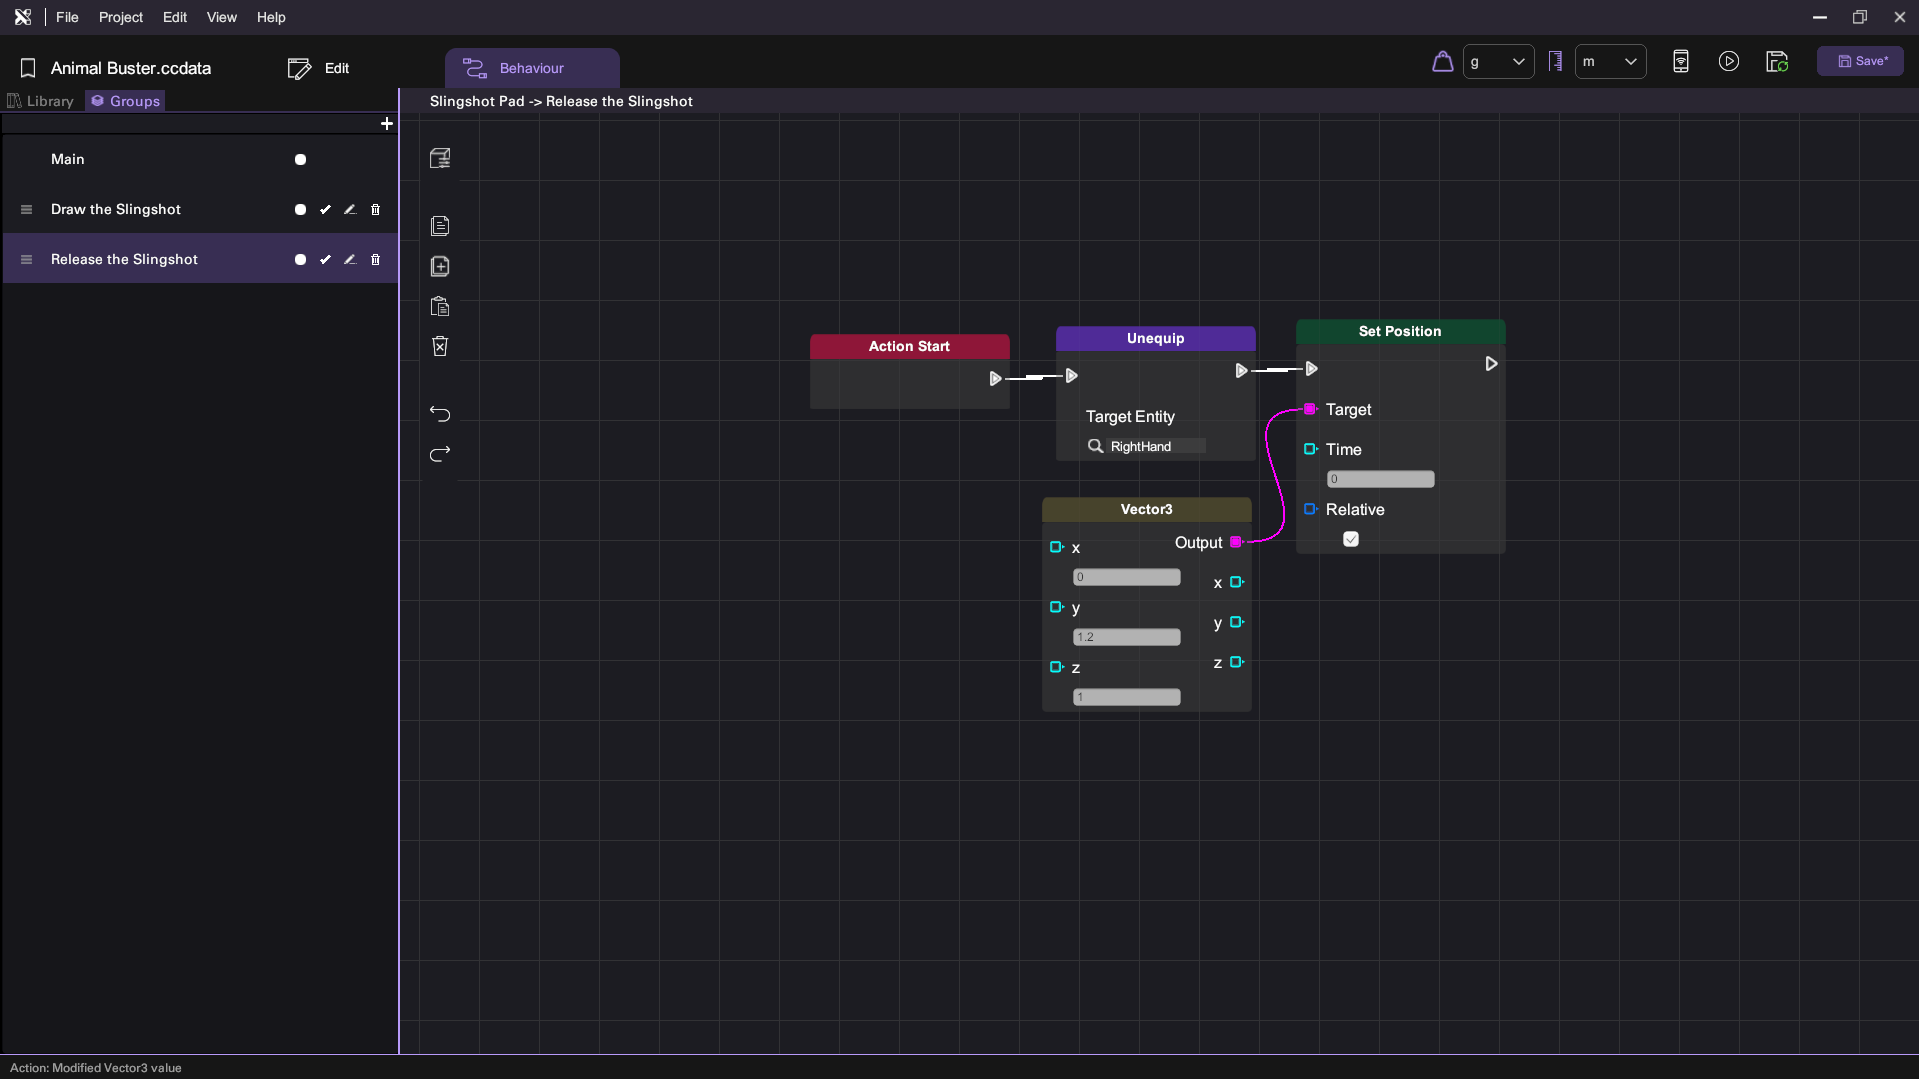 File Project Edit View Help
Animal Buster.ccdata
Edit
Behaviour
g
m
Save*
Library
Groups
Slingshot Pad -> Release the Slingshot
+
Main
Draw the Slingshot
Release the Slingshot
Action Start
Unequip
Target Entity
RightHand
Set Position
Target
Time
0
Relative
Vector3
Output
x
0
x
y
y
1.2
z
z
1
Action: Modified Vector3 value